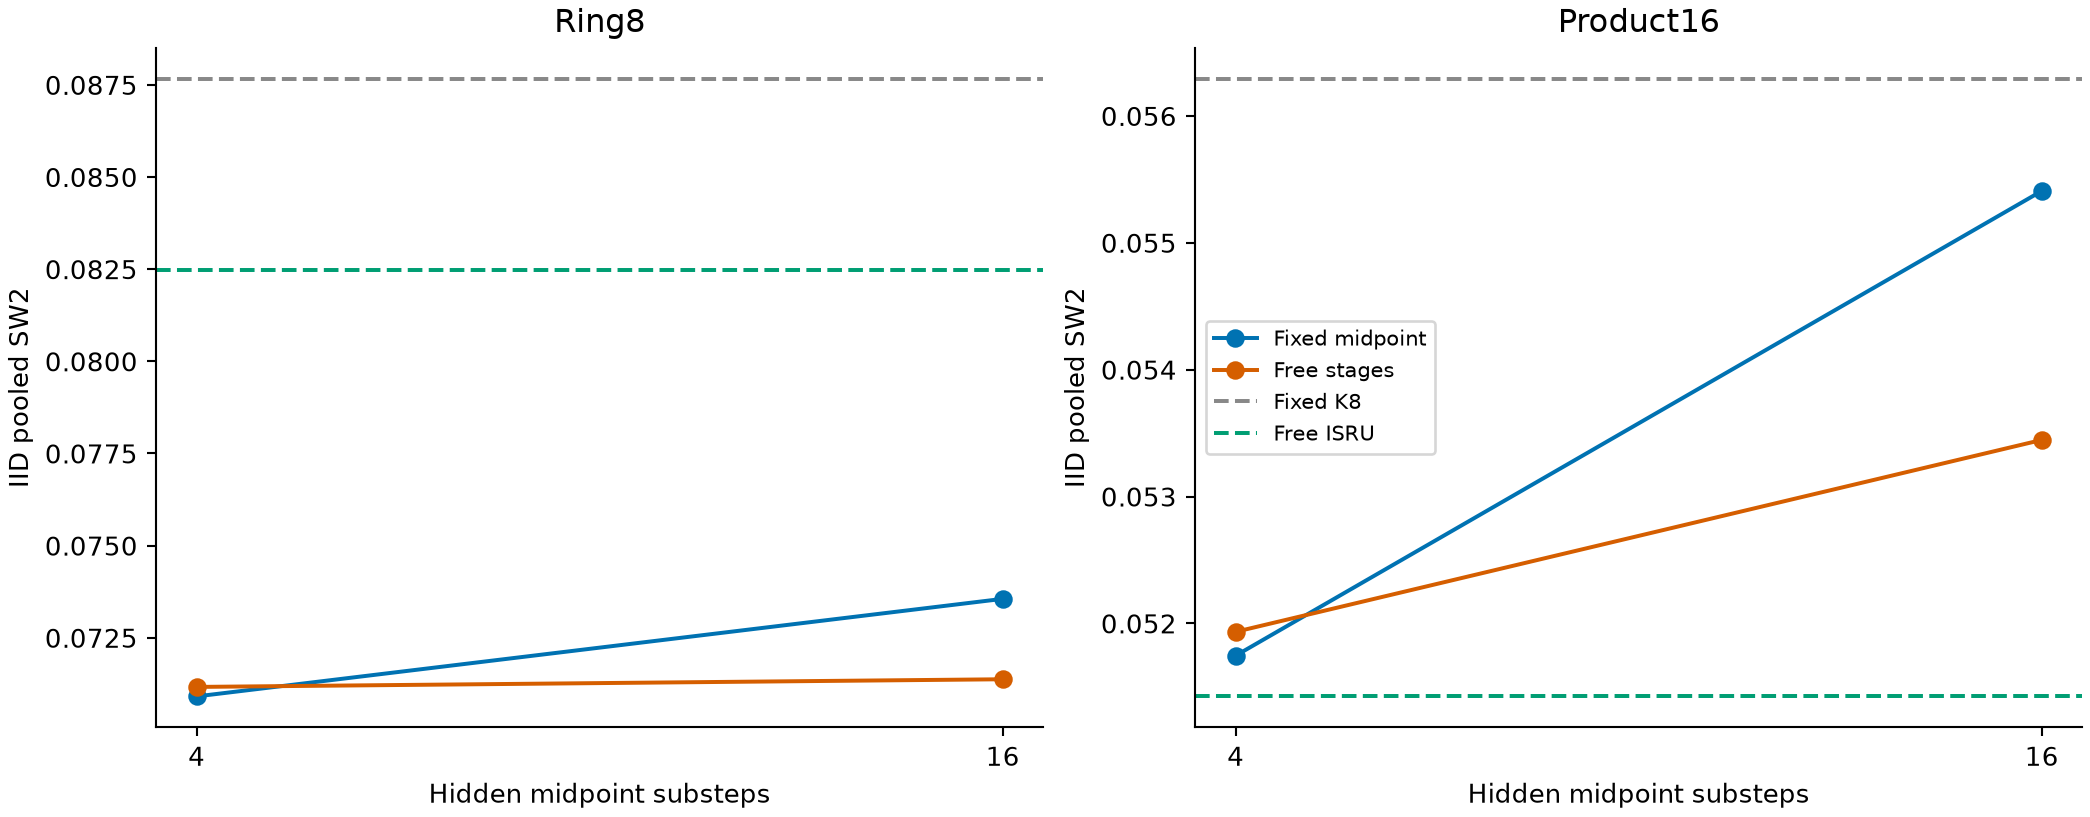 Ring8
IID pooled SW2
0.0875
0.0850
0.0825
0.0800
0.0775
0.0750
0.0725
4
16
Hidden midpoint substeps
Product16
IID pooled SW2
0.056
0.055
0.054
0.053
0.052
Fixed midpoint
Free stages
Fixed K8
Free ISRU
4
16
Hidden midpoint substeps